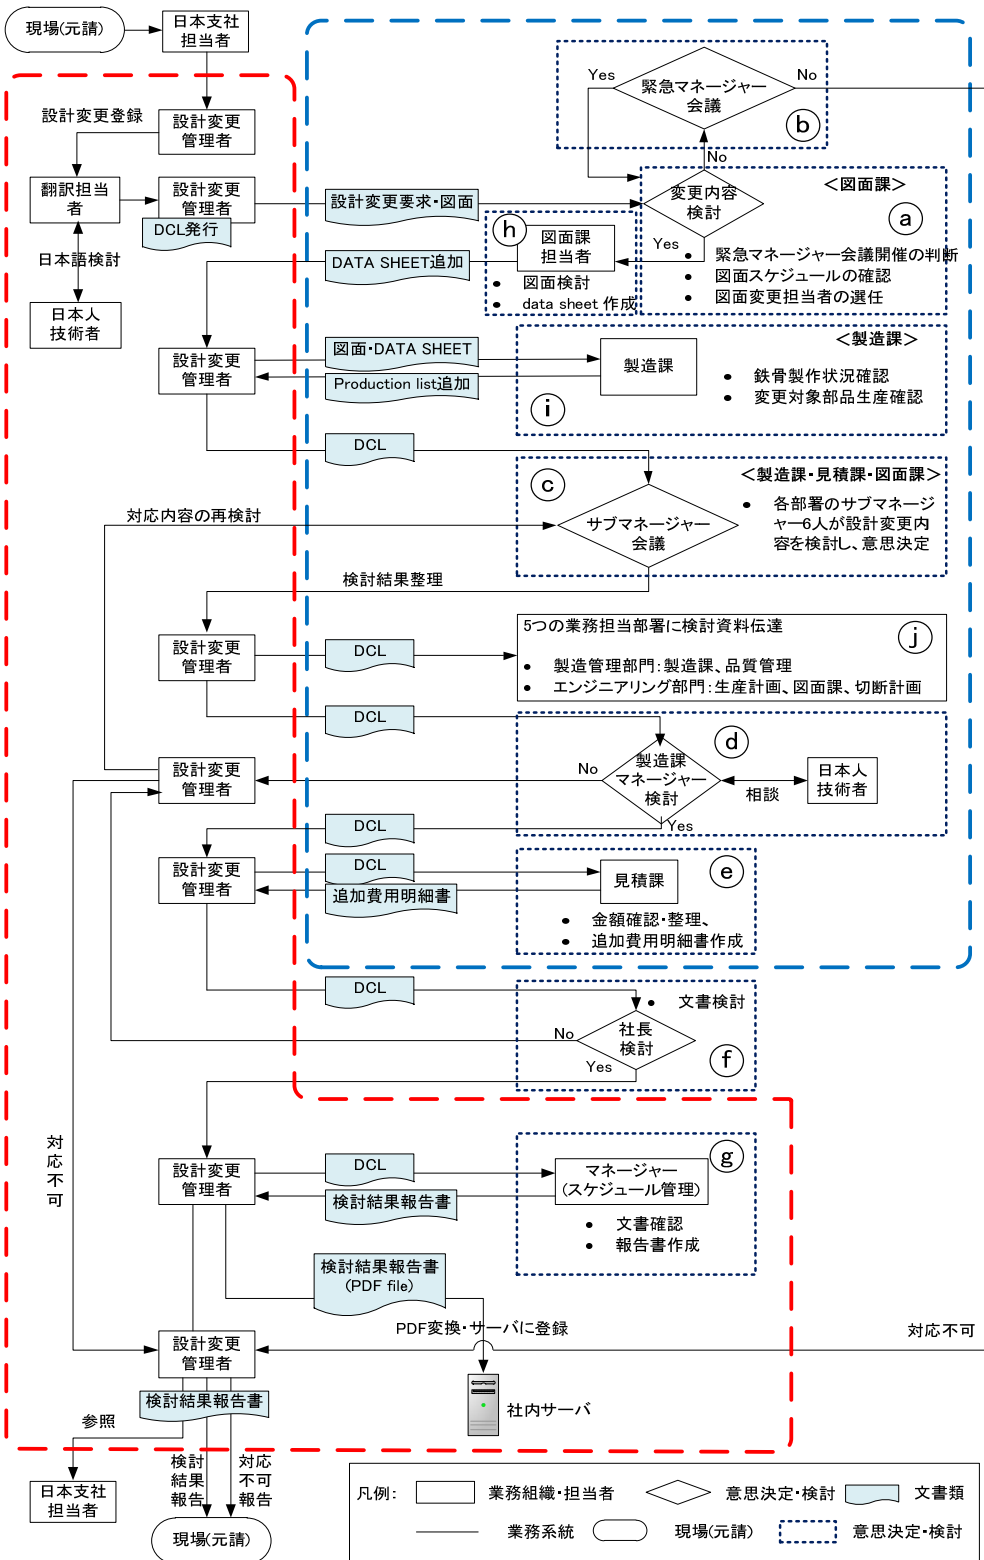 現場(元請)
日本支社
担当者
緊急マネージャー
会議
Yes
No
b
設計変更登録
設計変更
管理者
No
翻訳担当
者
設計変更
管理者
DCL発行
設計変更要求・図面
変更内容
検討
<図面課>
a
Yes
緊急マネージャー会議開催の判断
図面スケジュールの確認
図面変更担当者の選任
h
図面課
担当者
図面検討
data sheet 作成
DATA SHEET追加
日本語検討
日本人
技術者
設計変更
管理者
図面・DATA SHEET
Production list追加
製造課
<製造課>
鉄骨製作状況確認
変更対象部品生産確認
i
DCL
c
<製造課・見積課・図面課>
サブマネージャー
会議
各部署のサブマネージ
ャー6人が設計変更内
容を検討し、意思決定
対応内容の再検討
検討結果整理
設計変更
管理者
DCL
5つの業務担当部署に検討資料伝達
製造管理部門：製造課、品質管理
エンジニアリング部門：生産計画、図面課、切断計画
j
DCL
d
設計変更
管理者
No
製造課
マネージャー
検討
相談
日本人
技術者
Yes
DCL
設計変更
管理者
DCL
追加費用明細書
見積課
e
金額確認・整理、
追加費用明細書作成
DCL
文書検討
No
社長
検討
Yes
f
対
応
不
可
設計変更
管理者
DCL
検討結果報告書
マネージャー
(スケジュール管理)
g
文書確認
報告書作成
検討結果報告書
(PDF file)
PDF変換・サーバに登録
対応不可
設計変更
管理者
検討結果報告書
社内サーバ
参照
日本支社
担当者
検討
結果
報告
対応
不可
報告
現場(元請)
凡例：
業務組織・担当者
意思決定・検討
文書類
業務系統
現場(元請)
意思決定・検討